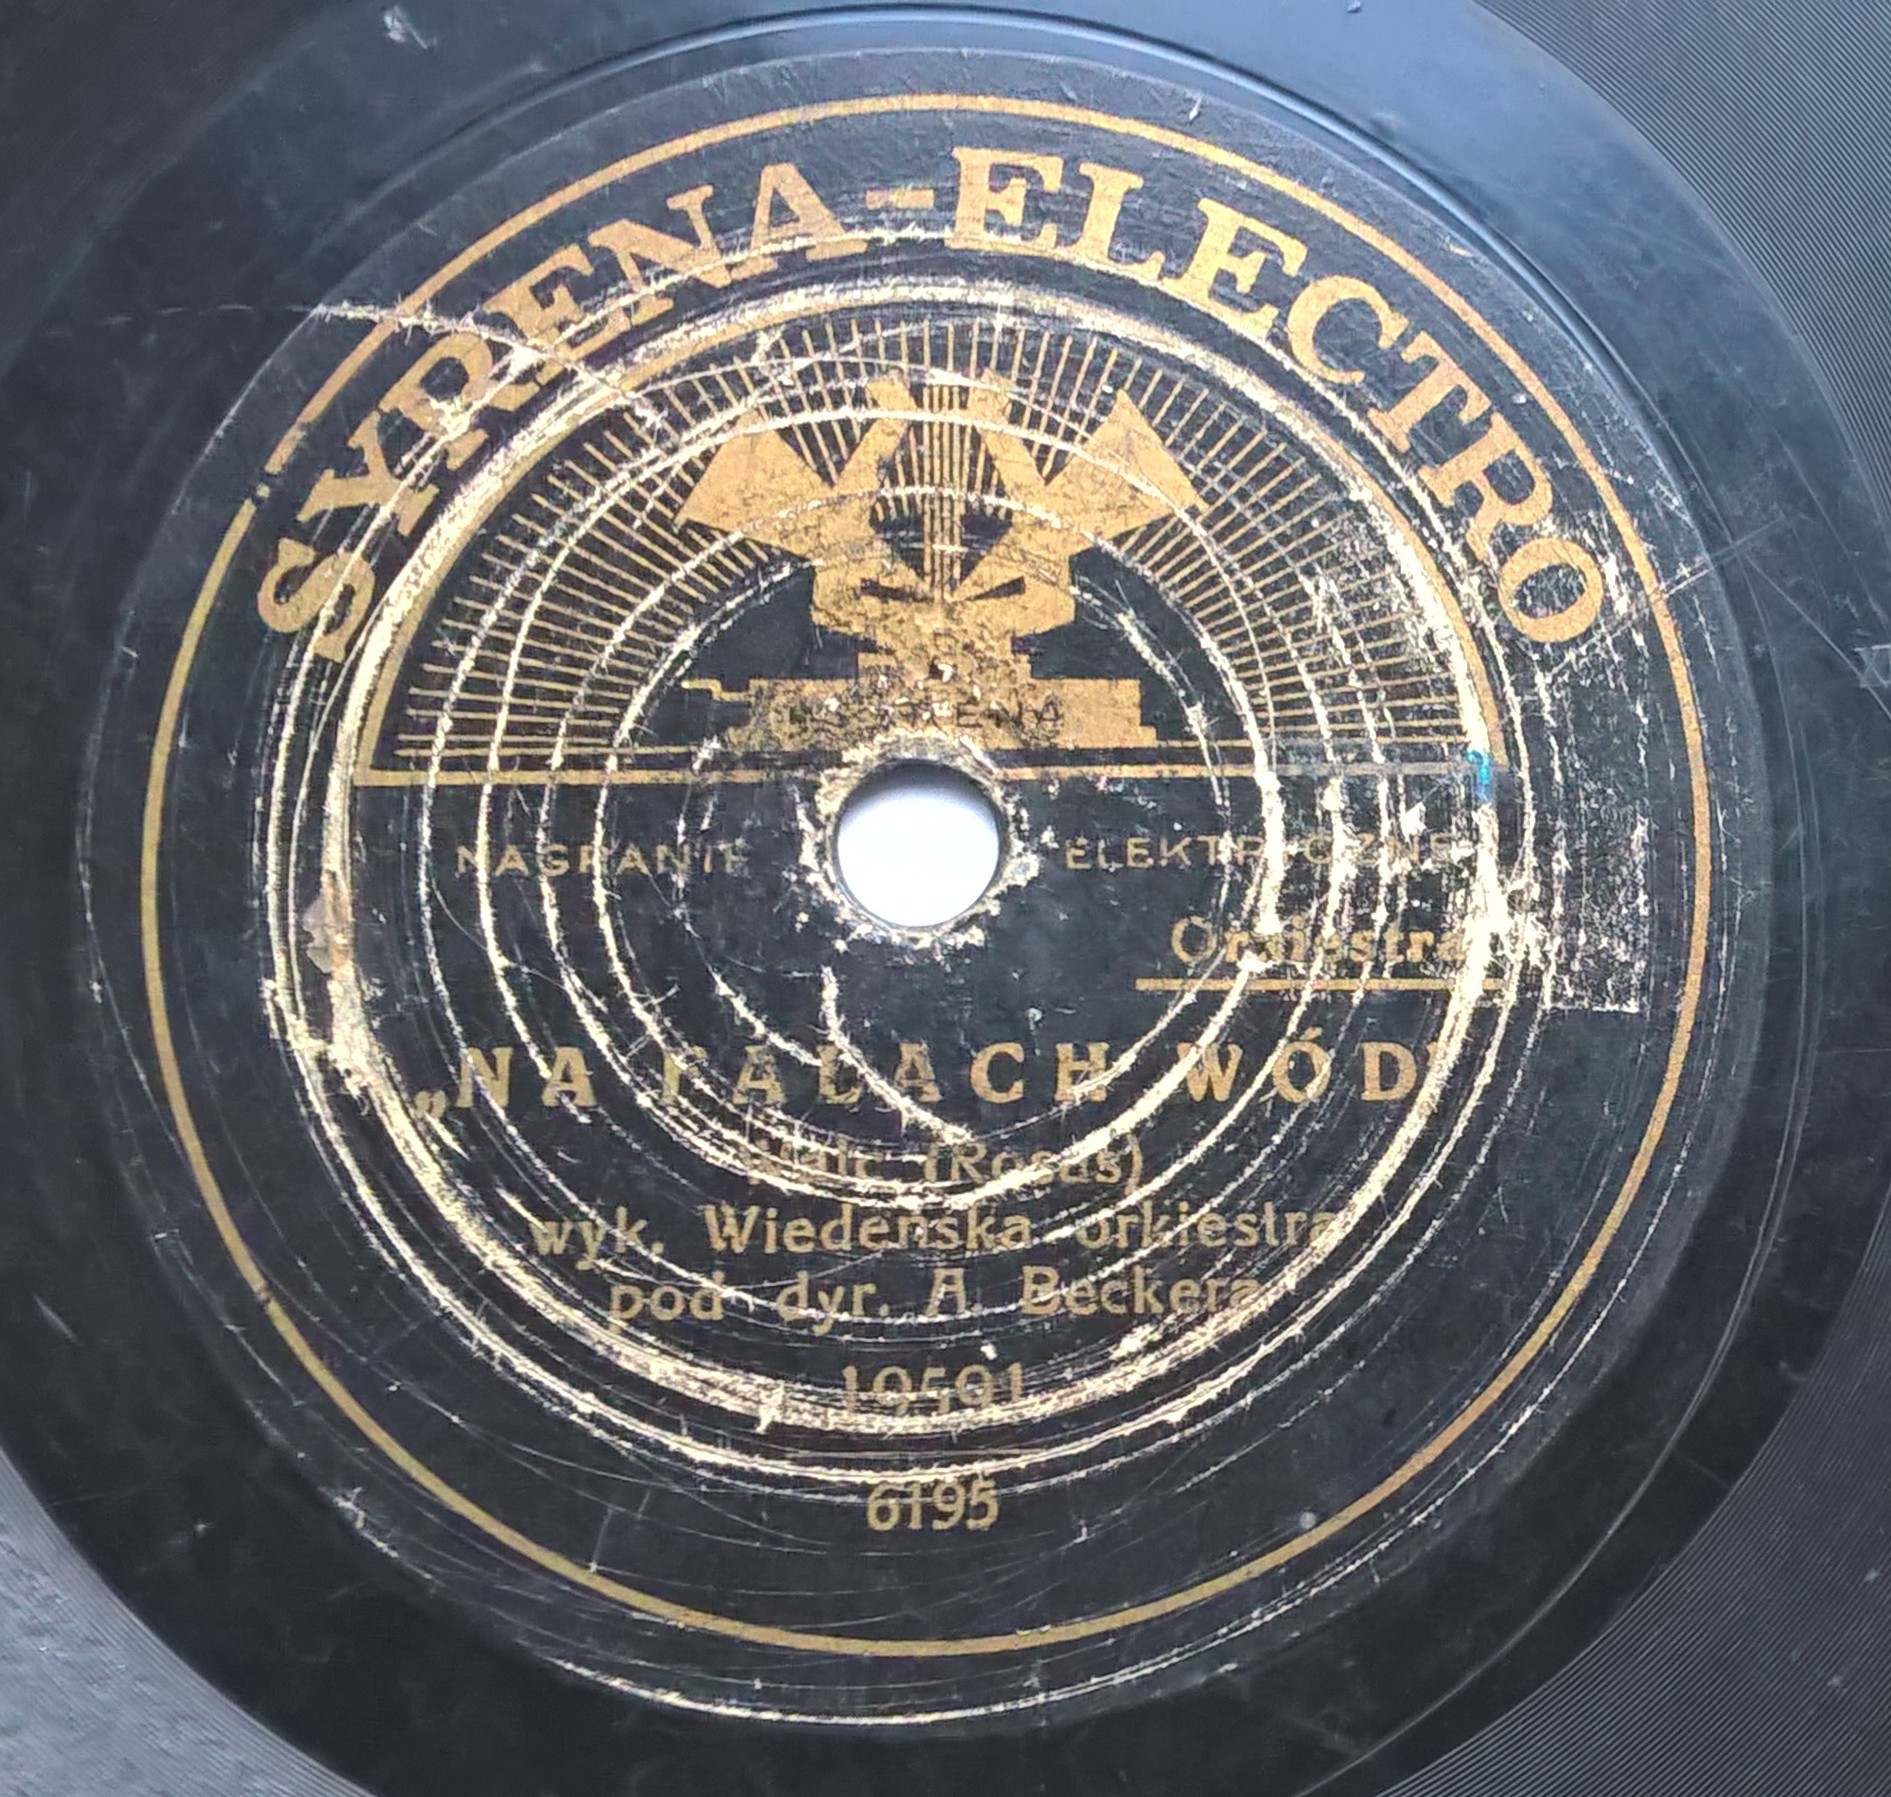 SYRENA-ELECTRO
NAGRANIE ELEKTRYCZNE
Orkiestra
„NA FALACH WÓD"
Walc (Rosas)
wyk. Wiedeńska orkiestra
pod dyr. A. Beckera
19591
6195